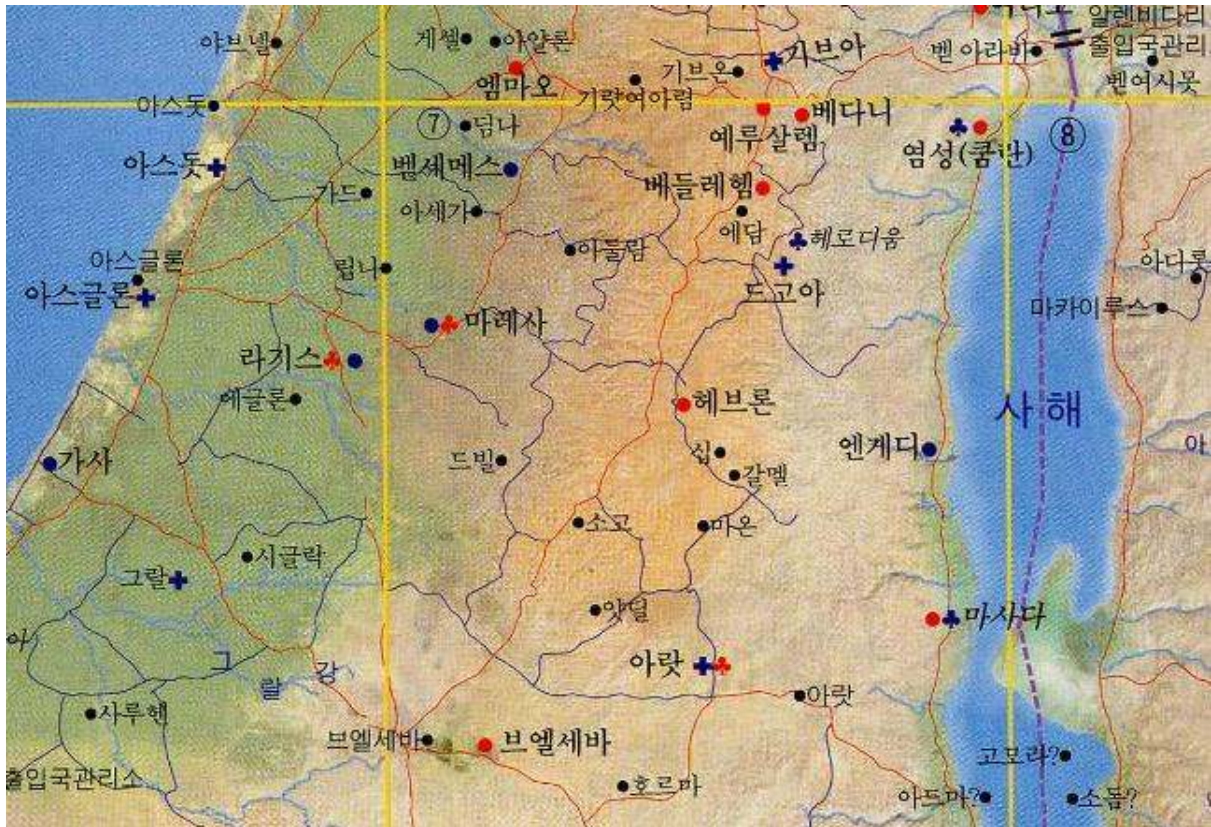 알렌비다리
출입국관리
야브넬
게셀
아얄론
엠마오
기브온
기브아
벧아라바
벧여시못
기럇여아림
아스돗
⑦
딤나
예루살렘
베다니
염성(쿰란)
⑧
아스돗
벧세메스
가드
아세가
베들레헴
에담
헤로디움
아둘람
드고아
립나
아스글론
아스글론
아다롯
마카이루스
마레사
라기스
에글론
헤브론
사해
가사
드빌
십
갈멜
엔게디
소고
마온
시글락
그랄
얏딜
마사다
그랄강
아랏
아랏
사루헨
브엘세바
브엘세바
고모라?
출입국관리소
호르마
아드마?
소돔?